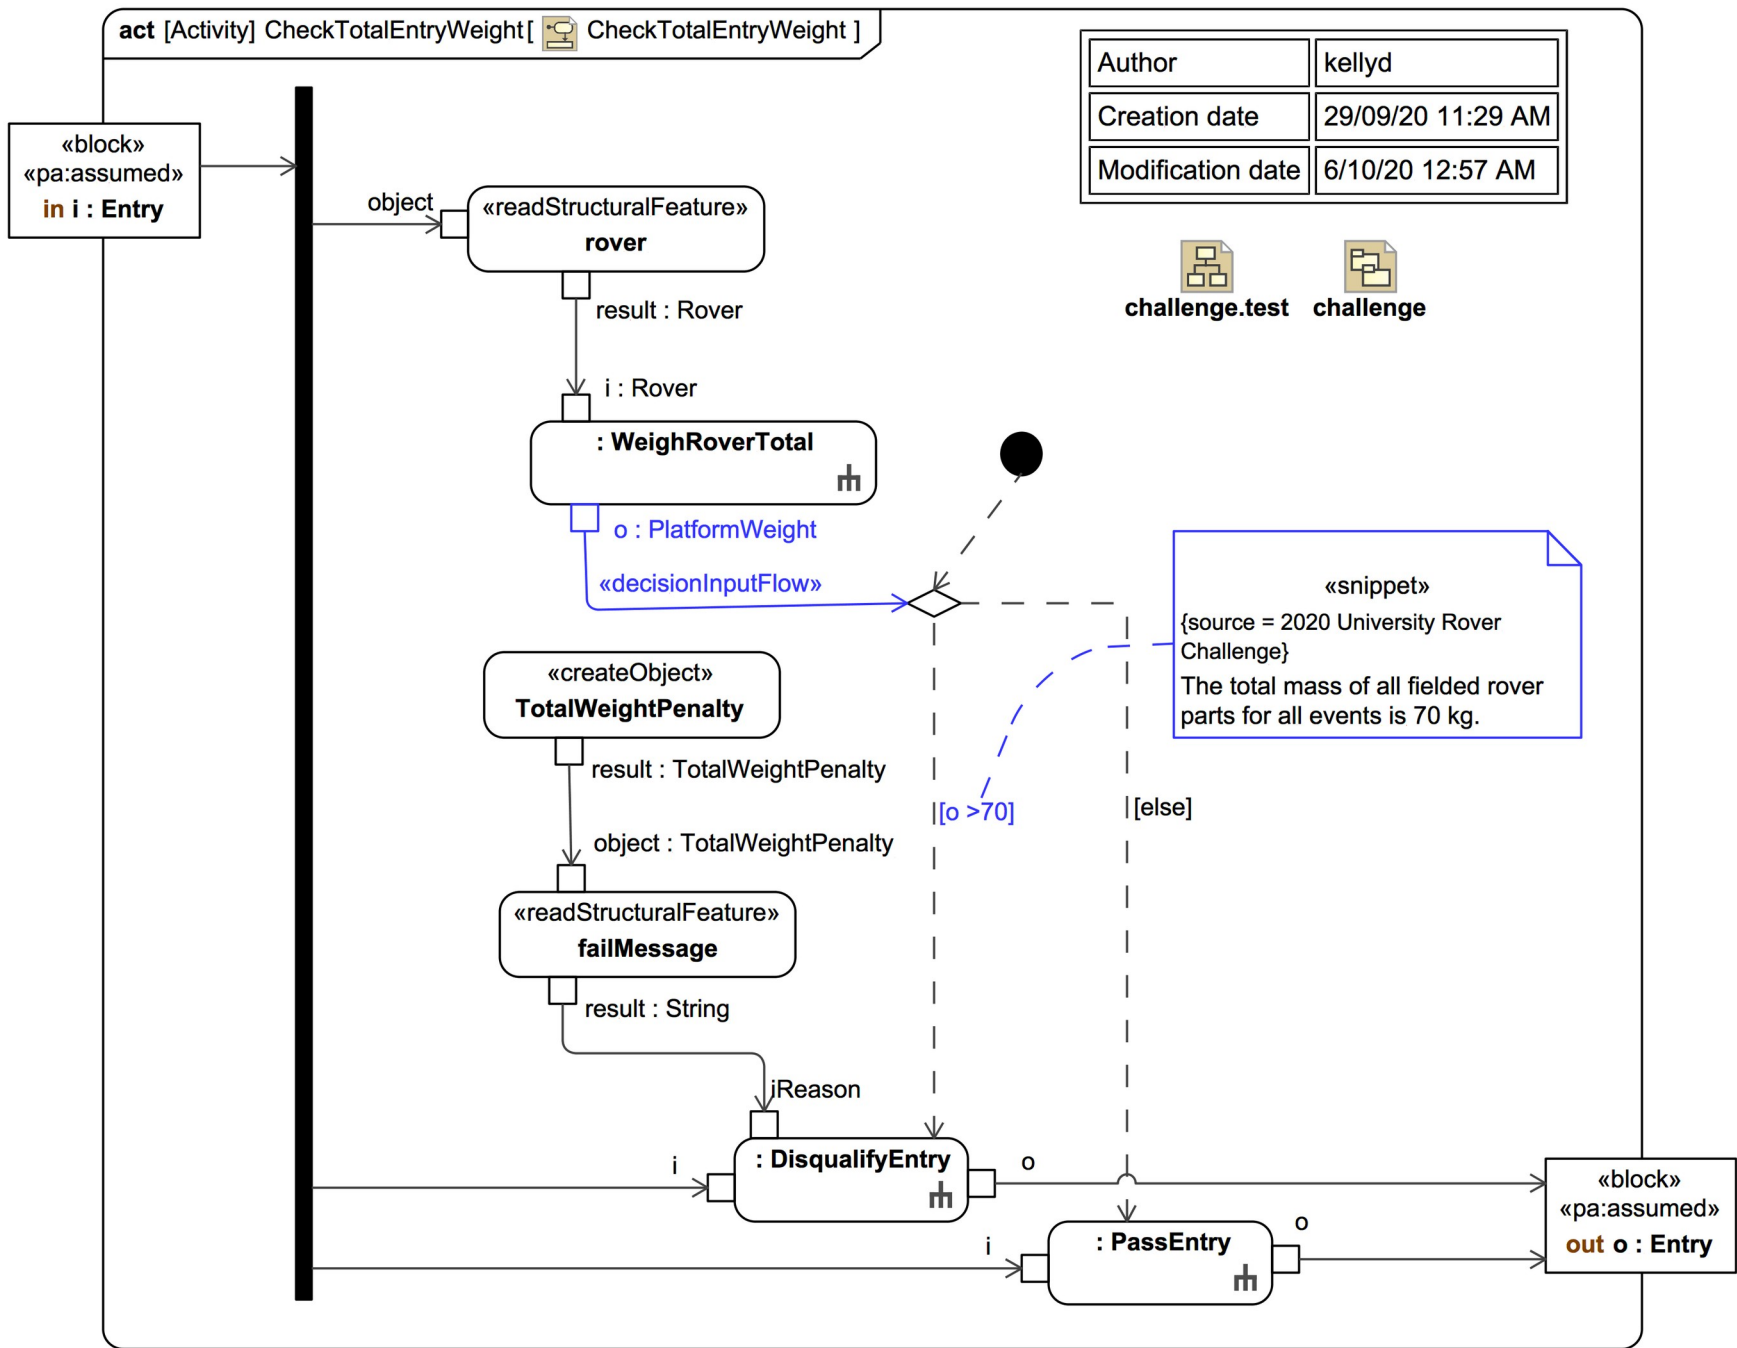 act [Activity] CheckTotalEntryWeight[ CheckTotalEntryWeight ]
Author kellyd
Creation date 29/09/20 11:29 AM
Modification date 6/10/20 12:57 AM
challenge.test challenge
«block»
«pa:assumed»
in i : Entry
object
«readStructuralFeature»
rover
result : Rover
i : Rover
: WeighRoverTotal
o : PlatformWeight
«decisionInputFlow»
«snippet»
{source = 2020 University Rover
Challenge}
The total mass of all fielded rover
parts for all events is 70 kg.
«createObject»
TotalWeightPenalty
result : TotalWeightPenalty
[o >70]
[else]
object : TotalWeightPenalty
«readStructuralFeature»
failMessage
result : String
iReason
i
: DisqualifyEntry
o
i
: PassEntry
o
«block»
«pa:assumed»
out o : Entry